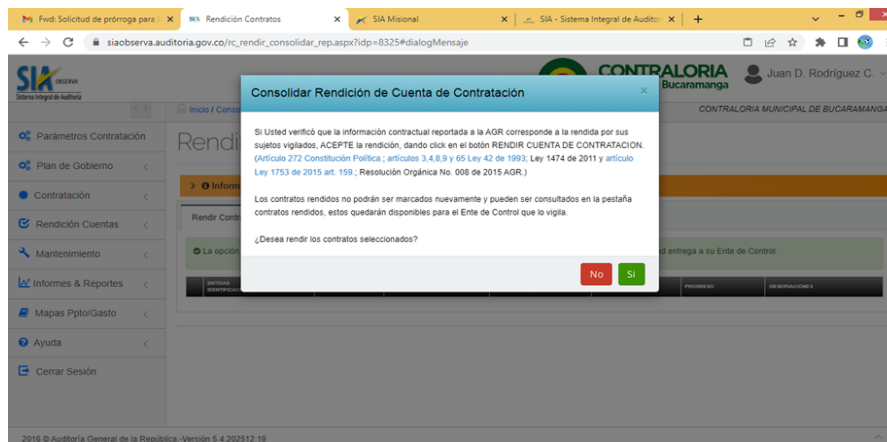 Fwd: Solicitud de prórroga para l
Rendición Contratos
SIA Misional
SIA - Sistema Integral de Auditor
siaobserva.auditoria.gov.co/rc_rendir_consolidar_rep.aspx?idp=8325#dialogMensaje
SIA OBSERVA
Sistema Integral de Auditoría
CONTRALORIA
Bucaramanga
Juan D. Rodríguez C.
Inicio / Conso
CONTRALORIA MUNICIPAL DE BUCARAMANGA
Parámetros Contratación
Plan de Gobierno
Contratación
Rendición Cuentas
Mantenimiento
Informes & Reportes
Mapas Ppto/Gasto
Ayuda
Cerrar Sesión
Rendi
Inform
Rendir Contr
La opción
d entrega a su Ente de Control.
ENTIDAD
PROGRESO
OBSERVACIONES
Consolidar Rendición de Cuenta de Contratación
Si Usted verificó que la información contractual reportada a la AGR corresponde a la rendida por sus
sujetos vigilados, ACEPTE la rendición, dando click en el botón RENDIR CUENTA DE CONTRATACION.
(Artículo 272 Constitución Política.; artículos 3,4,8,9 y 65 Ley 42 de 1993; Ley 1474 de 2011 y artículo
Ley 1753 de 2015 art. 159.; Resolución Orgánica No. 008 de 2015 AGR.)
Los contratos rendidos no podrán ser marcados nuevamente y pueden ser consultados en la pestaña
contratos rendidos, estos quedarán disponibles para el Ente de Control que lo vigila.
¿Desea rendir los contratos seleccionados?
No
Si
2016 © Auditoría General de la República -Versión 5.4.202512.19